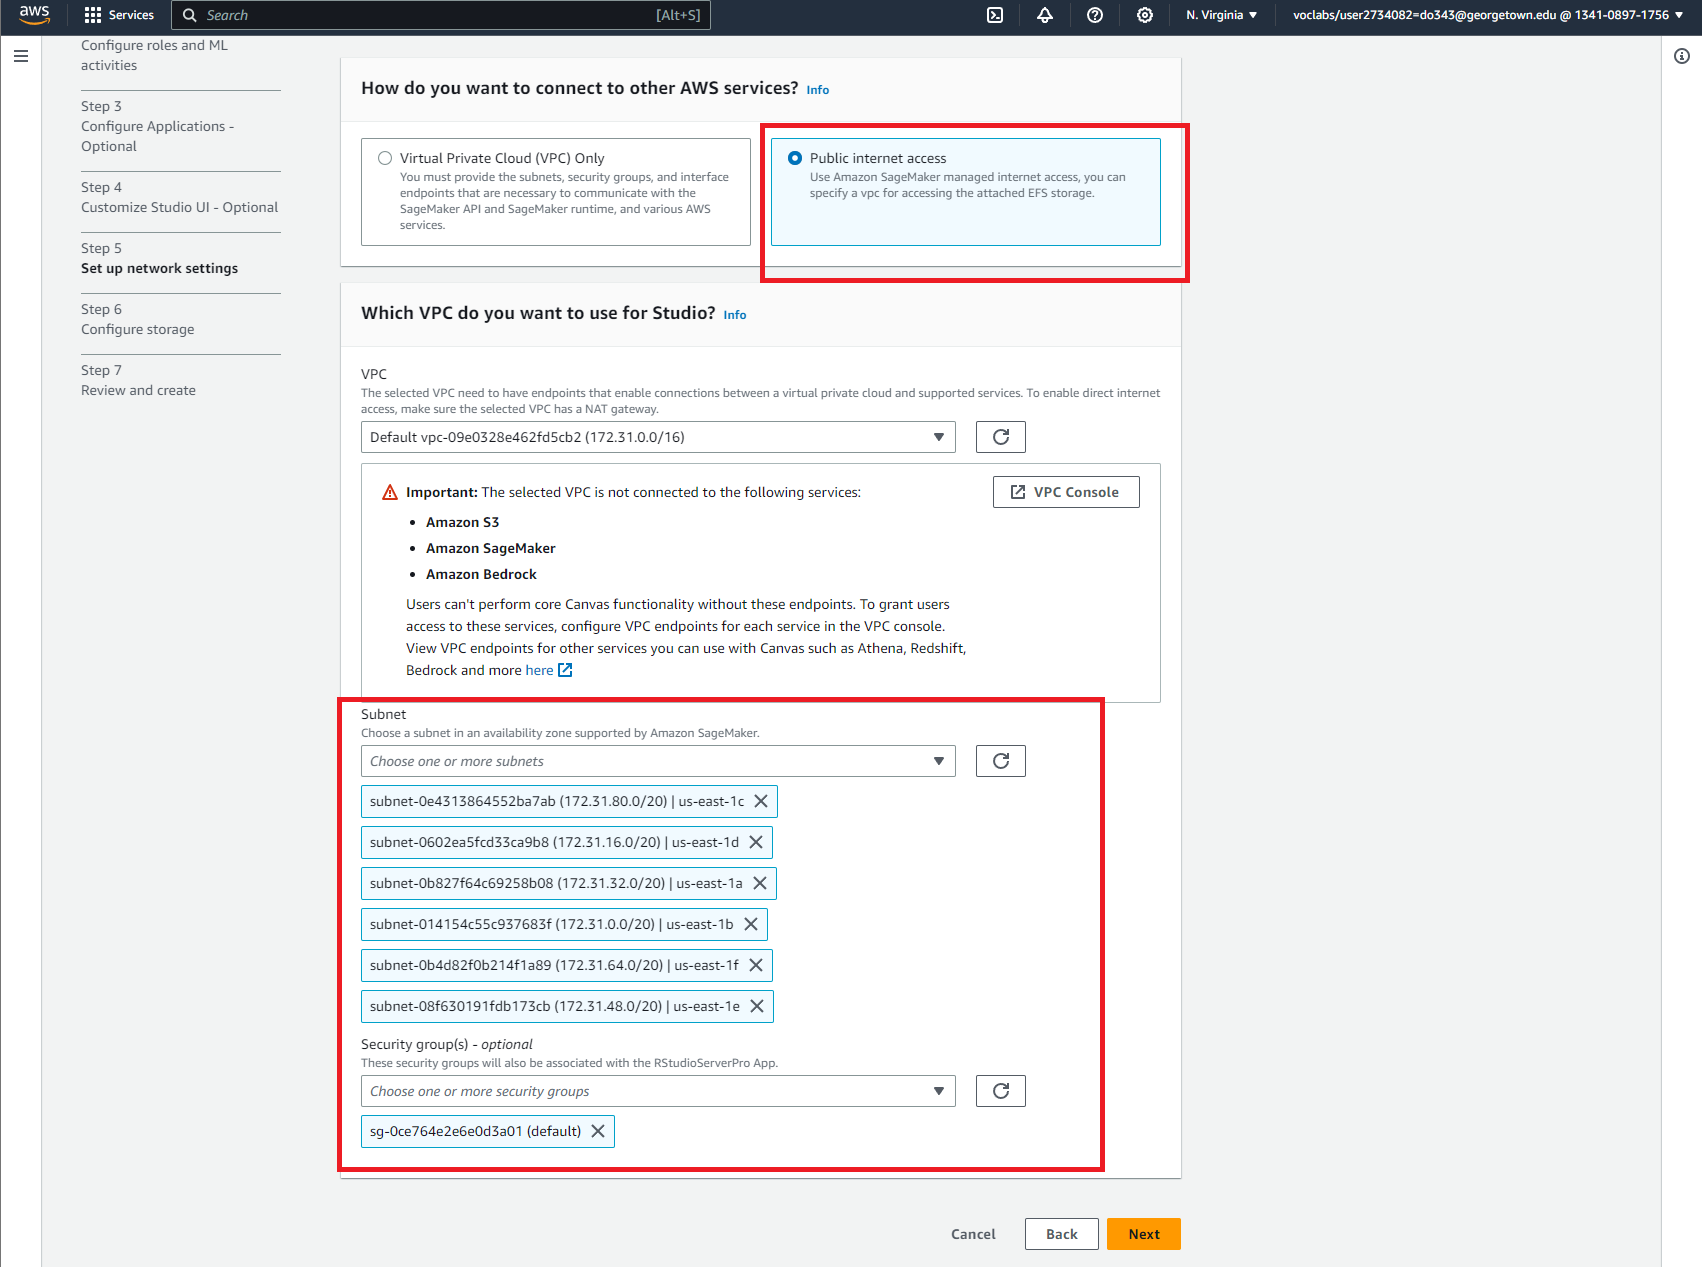 aws
Services
Search
[Alt+S]
N. Virginia
voclabs/user2734082=do343@georgetown.edu @ 1341-0897-1756
Configure roles and ML
activities
Step 3
Configure Applications -
Optional
Step 4
Customize Studio UI - Optional
Step 5
Set up network settings
Step 6
Configure storage
Step 7
Review and create
How do you want to connect to other AWS services? Info
Virtual Private Cloud (VPC) Only
You must provide the subnets, security groups, and interface
endpoints that are necessary to communicate with the
SageMaker API and SageMaker runtime, and various AWS
services.
Public internet access
Use Amazon SageMaker managed internet access, you can
specify a vpc for accessing the attached EFS storage.
Which VPC do you want to use for Studio? Info
VPC
The selected VPC need to have endpoints that enable connections between a virtual private cloud and supported services. To enable direct internet
access, make sure the selected VPC has a NAT gateway.
Default vpc-09e0328e462fd5cb2 (172.31.0.0/16)
Important: The selected VPC is not connected to the following services:
VPC Console
• Amazon S3
• Amazon SageMaker
• Amazon Bedrock
Users can't perform core Canvas functionality without these endpoints. To grant users
access to these services, configure VPC endpoints for each service in the VPC console.
View VPC endpoints for other services you can use with Canvas such as Athena, Redshift,
Bedrock and more here
Subnet
Choose a subnet in an availability zone supported by Amazon SageMaker.
Choose one or more subnets
subnet-0e4313864552ba7ab (172.31.80.0/20) | us-east-1c
subnet-0602ea5fcd33ca9b8 (172.31.16.0/20) | us-east-1d
subnet-0b827f64c69258b08 (172.31.32.0/20) | us-east-1a
subnet-014154c55c937683f (172.31.0.0/20) | us-east-1b
subnet-0b4d82f0b214f1a89 (172.31.64.0/20) | us-east-1f
subnet-08f630191fdb173cb (172.31.48.0/20) | us-east-1e
Security group(s) - optional
These security groups will also be associated with the RStudioServerPro App.
Choose one or more security groups
sg-0ce764e2e6e0d3a01 (default)
Cancel
Back
Next